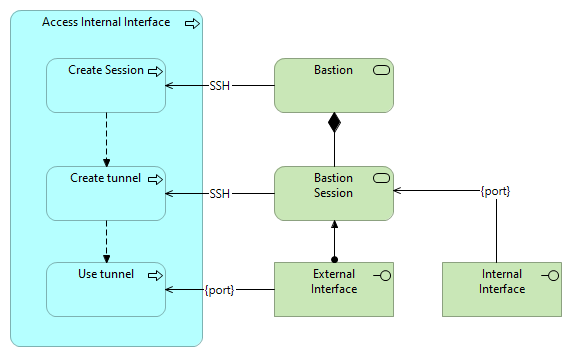 Access Internal Interface
Create Session
SSH
Bastion
Create tunnel
SSH
Bastion
Session
{port}
Use tunnel
{port}
External
Interface
Internal
Interface